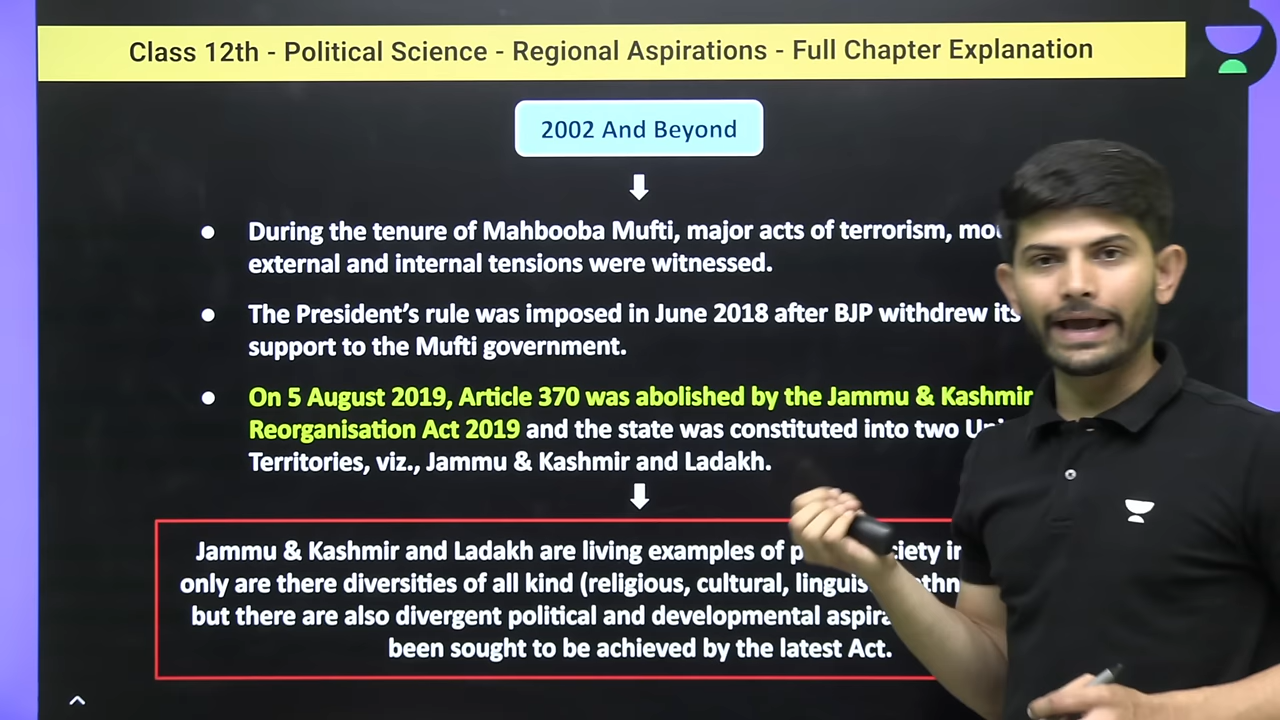 Class 12th - Political Science - Regional Aspirations - Full Chapter Explanation
2002 And Beyond
During the tenure of Mahbooba Mufti, major acts of terrorism,
external and internal tensions were witnessed.
The President's rule was imposed in June 2018 after BJP withdrew its
support to the Mufti government.
On 5 August 2019, Article 370 was abolished by the Jammu & Kashmir
Reorganisation Act 2019 and the state was constituted into two
Territories, viz., Jammu & Kashmir and Ladakh.
Jammu & Kashmir and Ladakh are living examples of
only are there diversities of all kind (religious, cultural,
but there are also divergent political and developmental
been sought to be achieved by the latest Act.